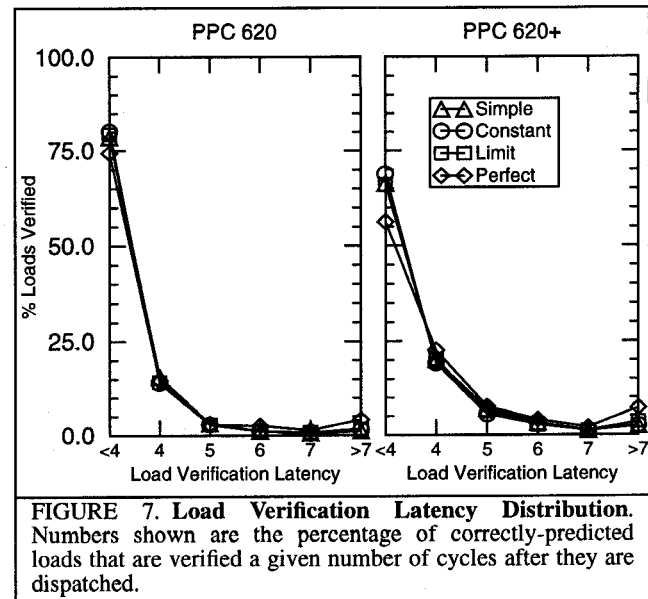 PPC 620
PPC 620+
100.0
75.0
50.0
25.0
0.0
% Loads Verified
<4 4 5 6 7 >7
Load Verification Latency
<4 4 5 6 7 >7
Load Verification Latency
Simple
Constant
Limit
Perfect
FIGURE 7. Load Verification Latency Distribution.
Numbers shown are the percentage of correctly-predicted
loads that are verified a given number of cycles after they are
dispatched.